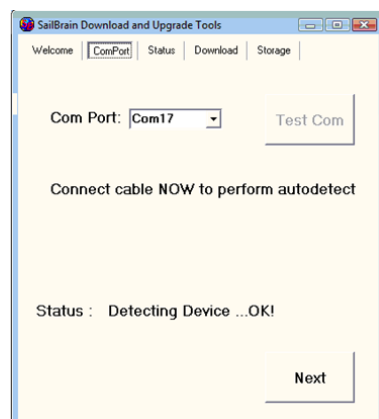 SailBrain Download and Upgrade Tools
Welcome ComPort Status Download Storage
Com Port: Com17 Test Com
Connect cable NOW to perform autodetect
Status : Detecting Device ...OK!
Next